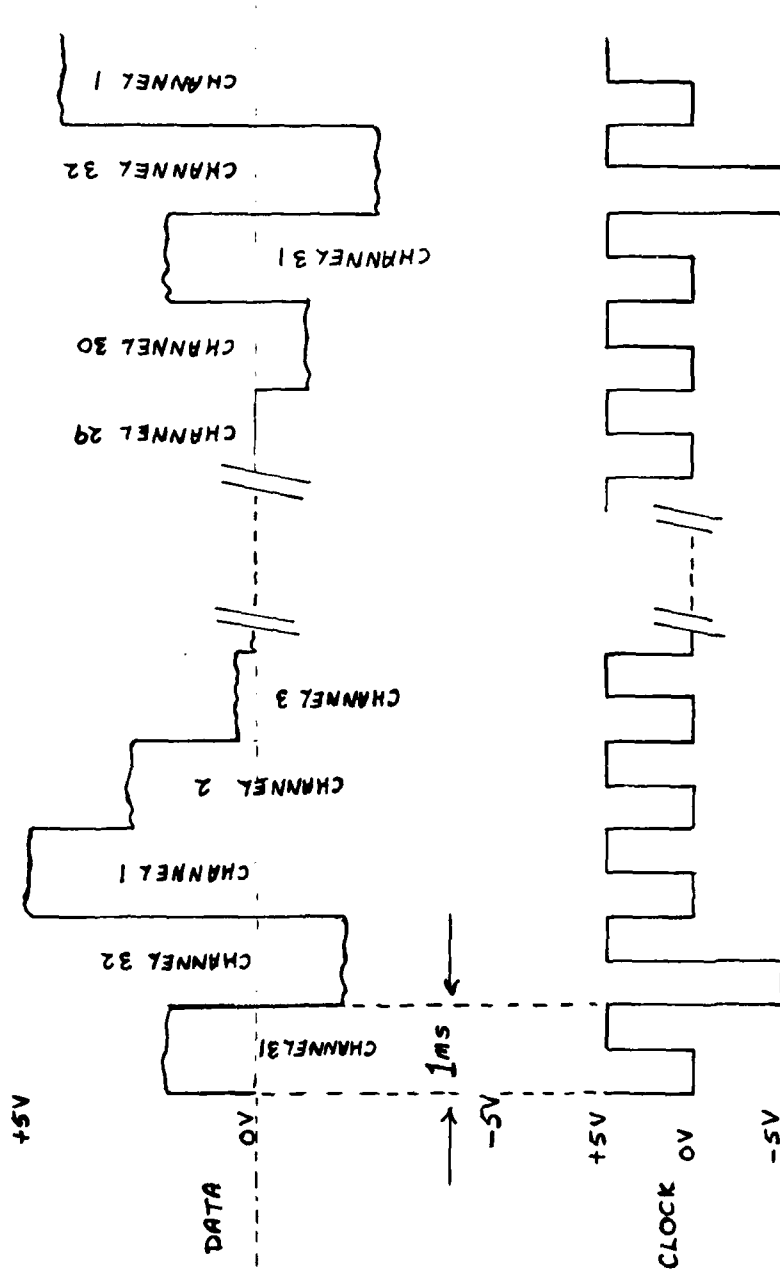 DATA
+5V
0V
-5V
CHANNEL 31
CHANNEL 32
CHANNEL 1
CHANNEL 2
CHANNEL 3
CHANNEL 29
CHANNEL 30
CHANNEL 31
CHANNEL 32
CHANNEL 1
1ms
CLOCK
+5V
0V
-5V